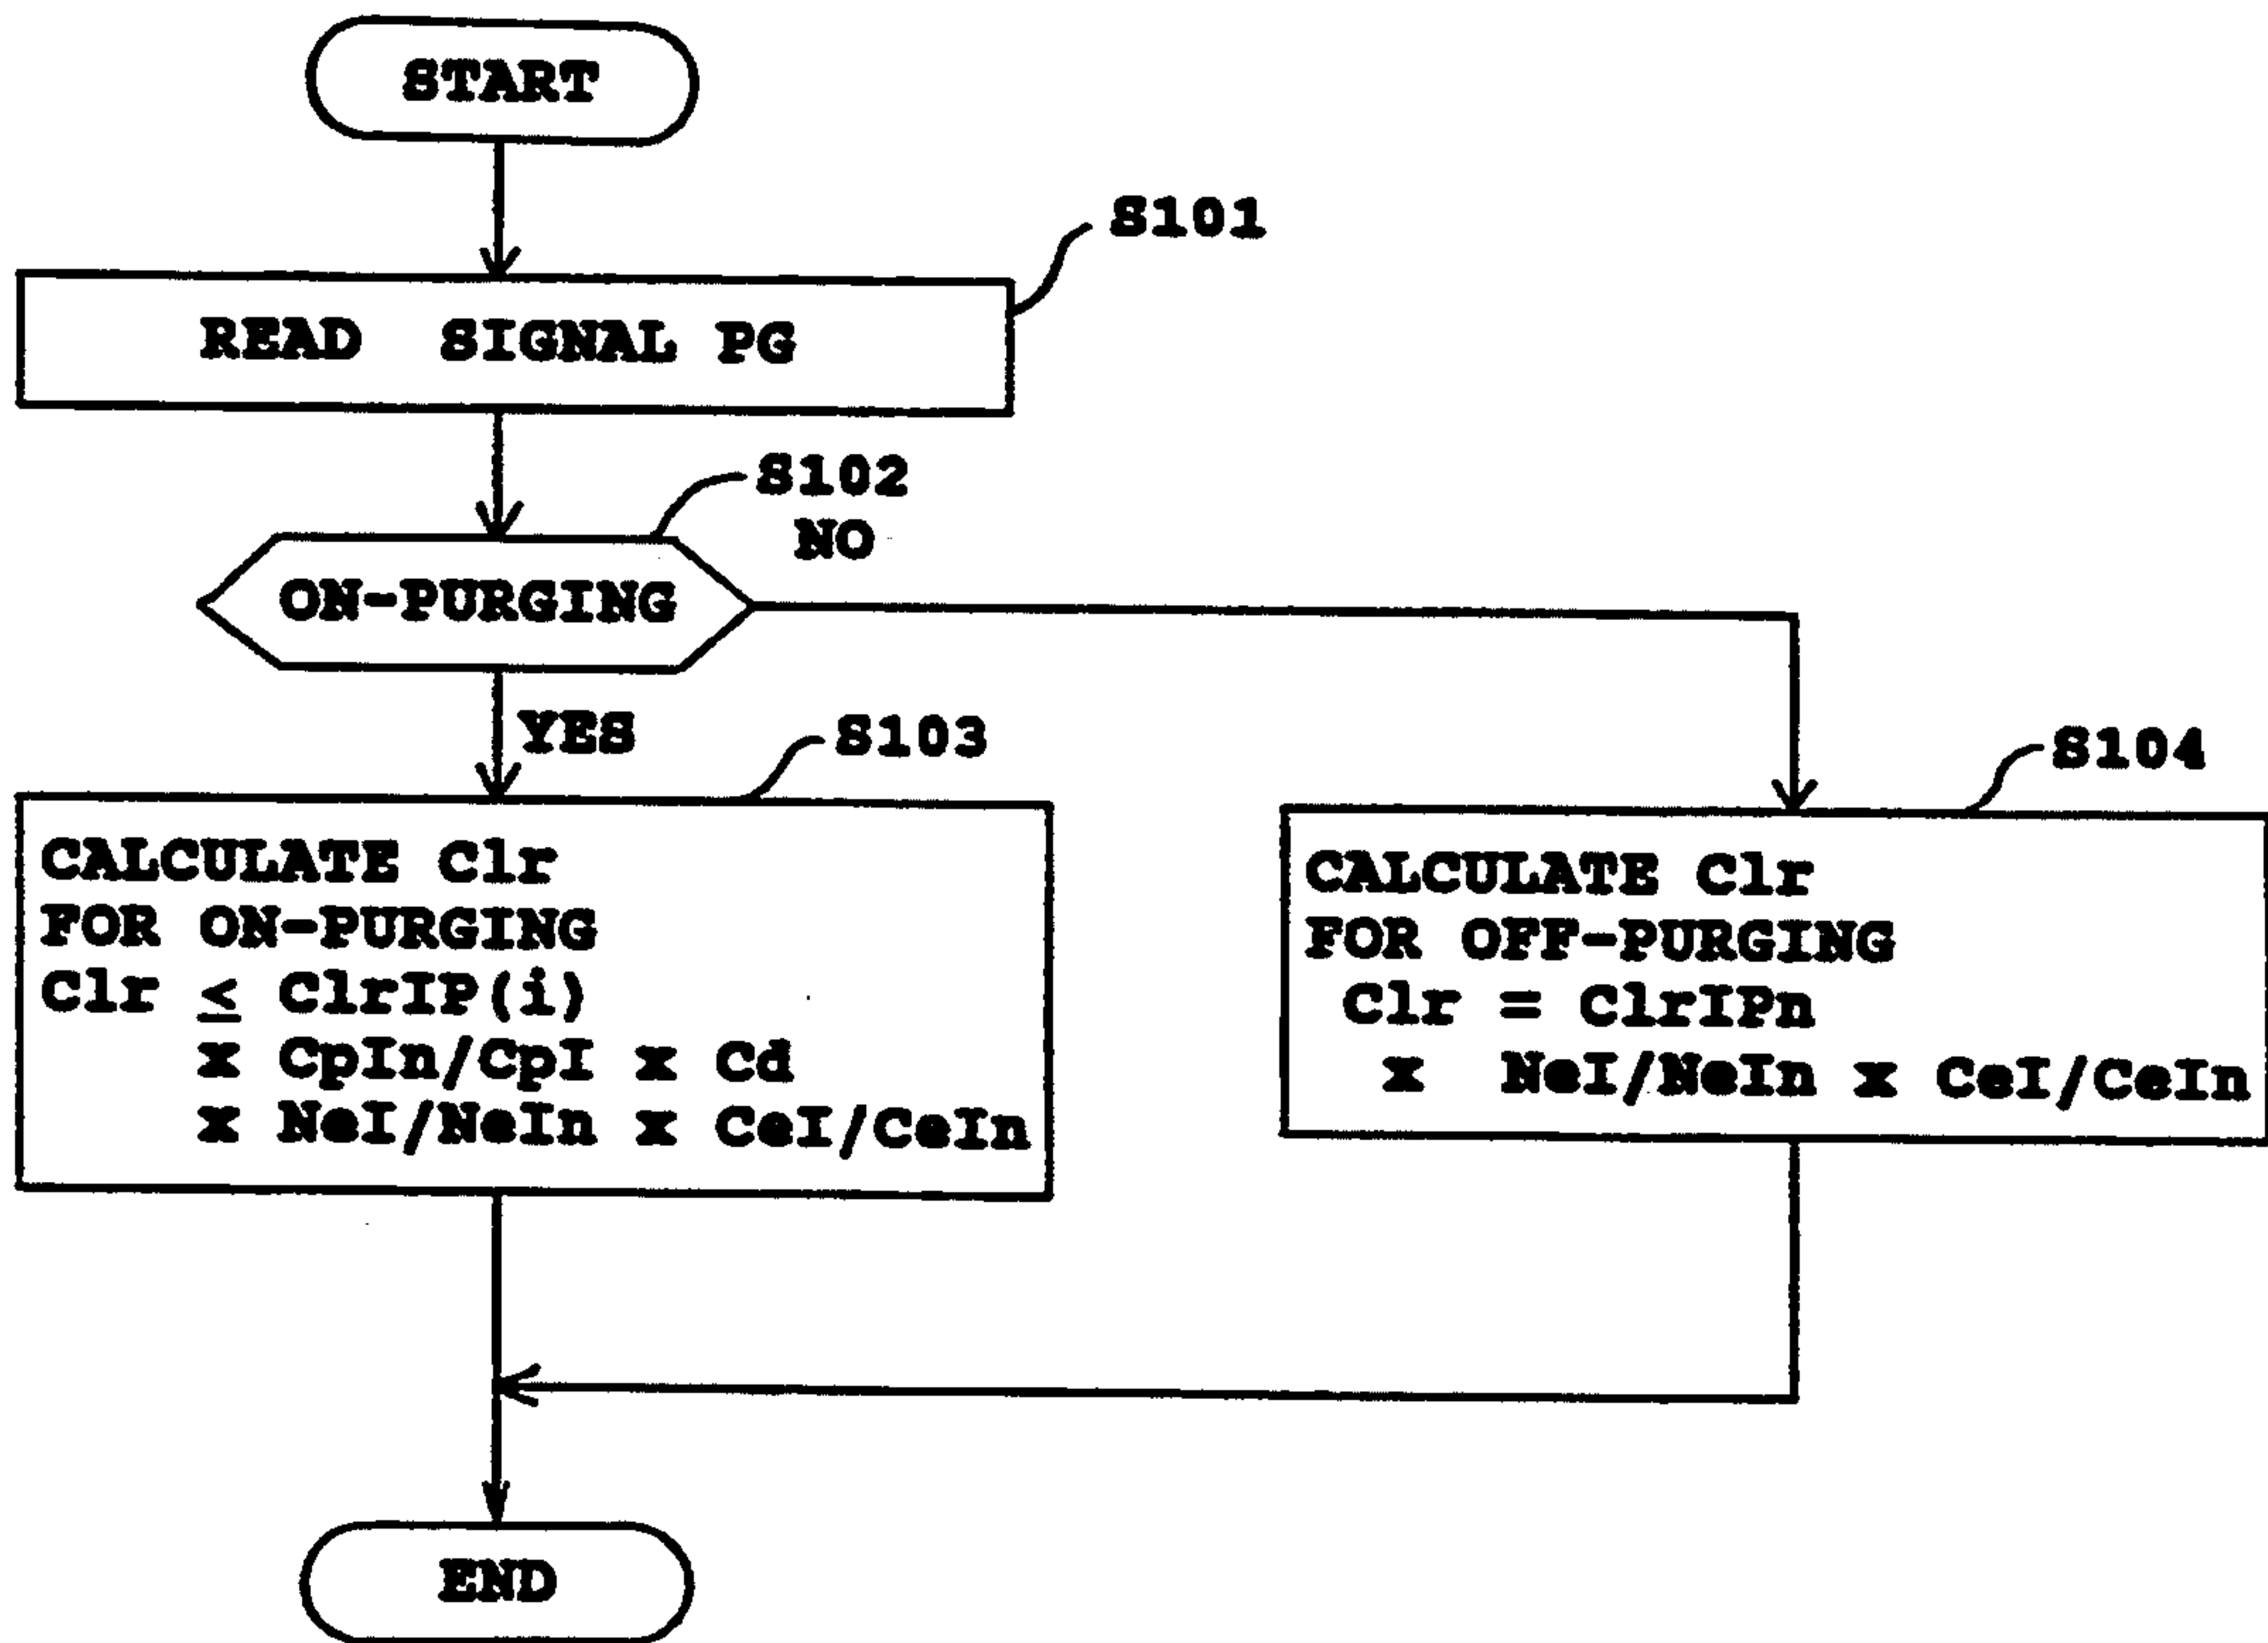 START
S101
READ SIGNAL PG
S102
NO
ON-PURGING
YES
S103
S104
CALCULATE Clr
FOR ON-PURGING
Clr ≤ ClrIP(i)
x CpIn/CpI x Cd
x NeI/NeIn x CeI/CeIn
CALCULATE Clr
FOR OFF-PURGING
Clr = ClrIPn
x NeI/NeIn x CeI/CeIn
END